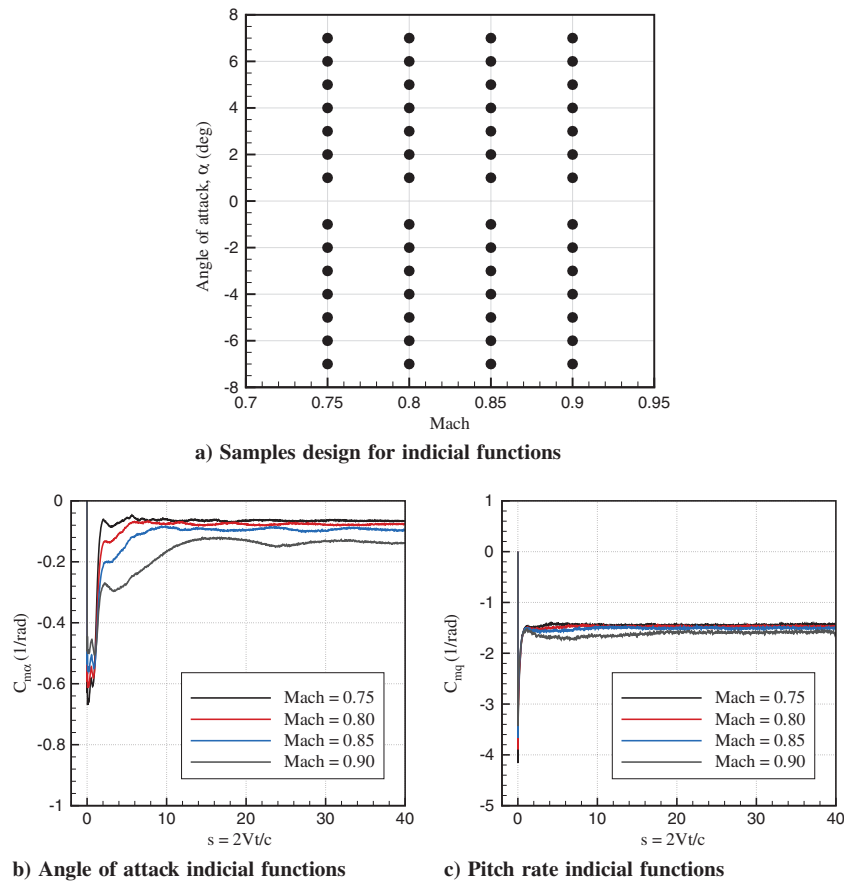 8
6
4
2
0
-2
-4
-6
-8
Angle of attack, α (deg)
0.7 0.75 0.8 0.85 0.9 0.95
Mach
a) Samples design for indicial functions
0
-0.2
-0.4
-0.6
-0.8
-1
Cmα (1/rad)
Mach = 0.75
Mach = 0.80
Mach = 0.85
Mach = 0.90
0 10 20 30 40
s = 2Vt/c
b) Angle of attack indicial functions
1
0
-1
-2
-3
-4
-5
Cmq (1/rad)
Mach = 0.75
Mach = 0.80
Mach = 0.85
Mach = 0.90
0 10 20 30 40
s = 2Vt/c
c) Pitch rate indicial functions